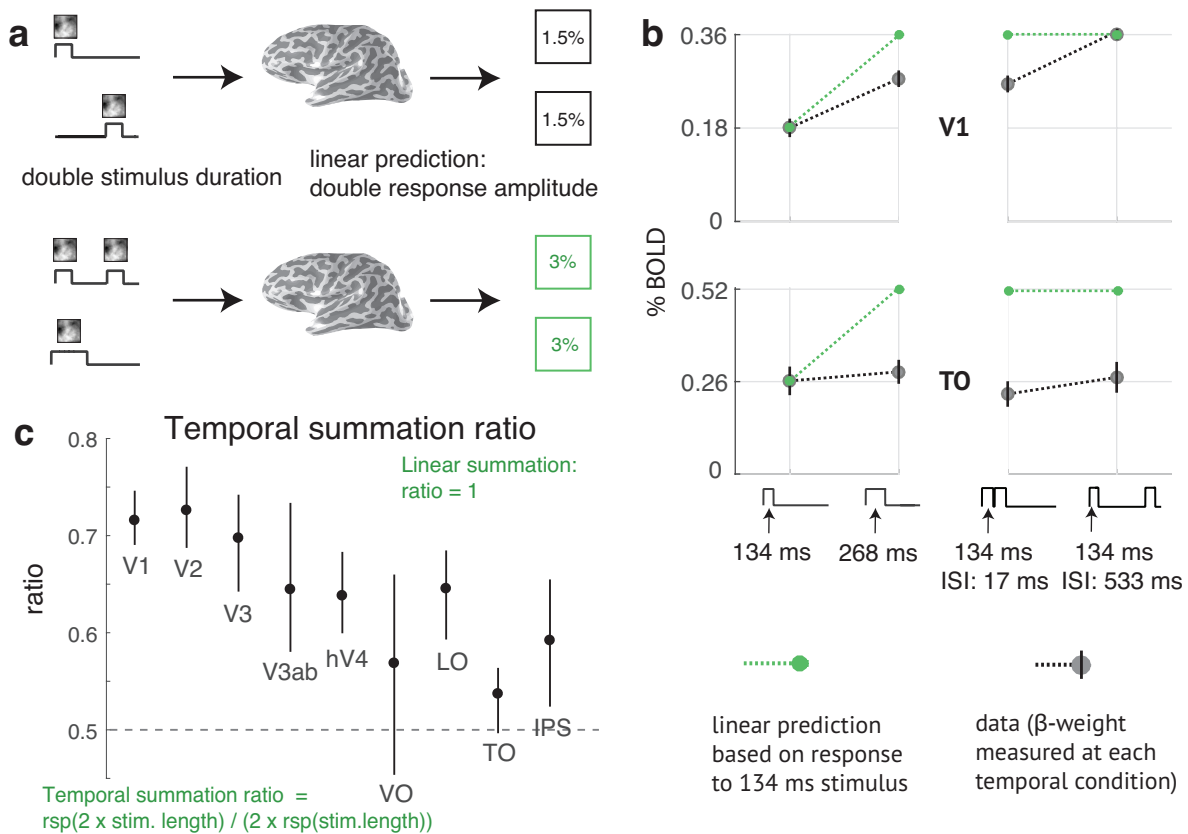 a
1.5%
1.5%
double stimulus duration
linear prediction:
double response amplitude
3%
3%
b
% BOLD
0.36
0.18
0
V1
0.52
0.26
0
TO
134 ms
268 ms
134 ms
ISI: 17 ms
134 ms
ISI: 533 ms
linear prediction
based on response
to 134 ms stimulus
data (β-weight
measured at each
temporal condition)
c
Temporal summation ratio
Linear summation:
ratio = 1
ratio
0.8
0.7
0.6
0.5
V1
V2
V3
V3ab
hV4
VO
LO
TO
IPS
Temporal summation ratio =
rsp(2 x stim. length) / (2 x rsp(stim.length))